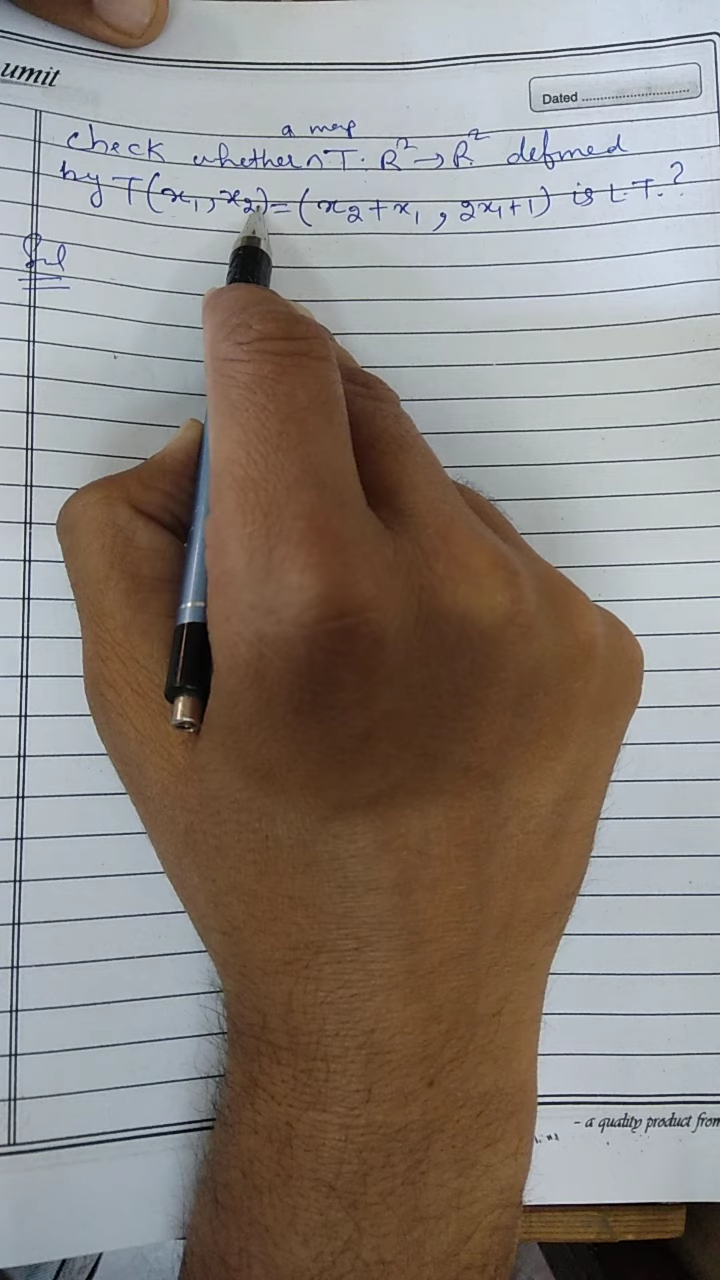 umit
Dated ..............................
a map
Check whether ^ T: R² → R² defined
by T(x₁, x₂) = (x₂ + x₁, 2x₁+1) is L.T.?
Sol
- a quality product from